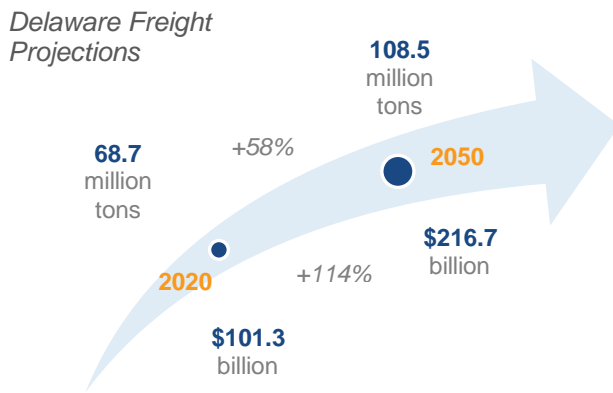 Delaware Freight
Projections
108.5
million
tons
+58%
68.7
million
tons
2050
$216.7
billion
2020
+114%
$101.3
billion